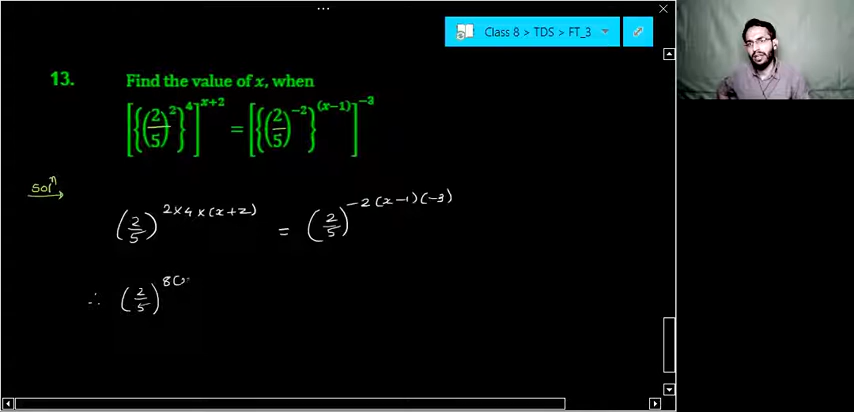 Class 8 > TDS > FT_3
13. Find the value of x, when
[{(2/5)²}⁴]^(x+2) = [{(2/5)^(-2)}^((x-1))]^(-3)
Solⁿ
(2/5)^(2×4×(x+2)) = (2/5)^(-2(x-1)(-3))
∴ (2/5)^(8(